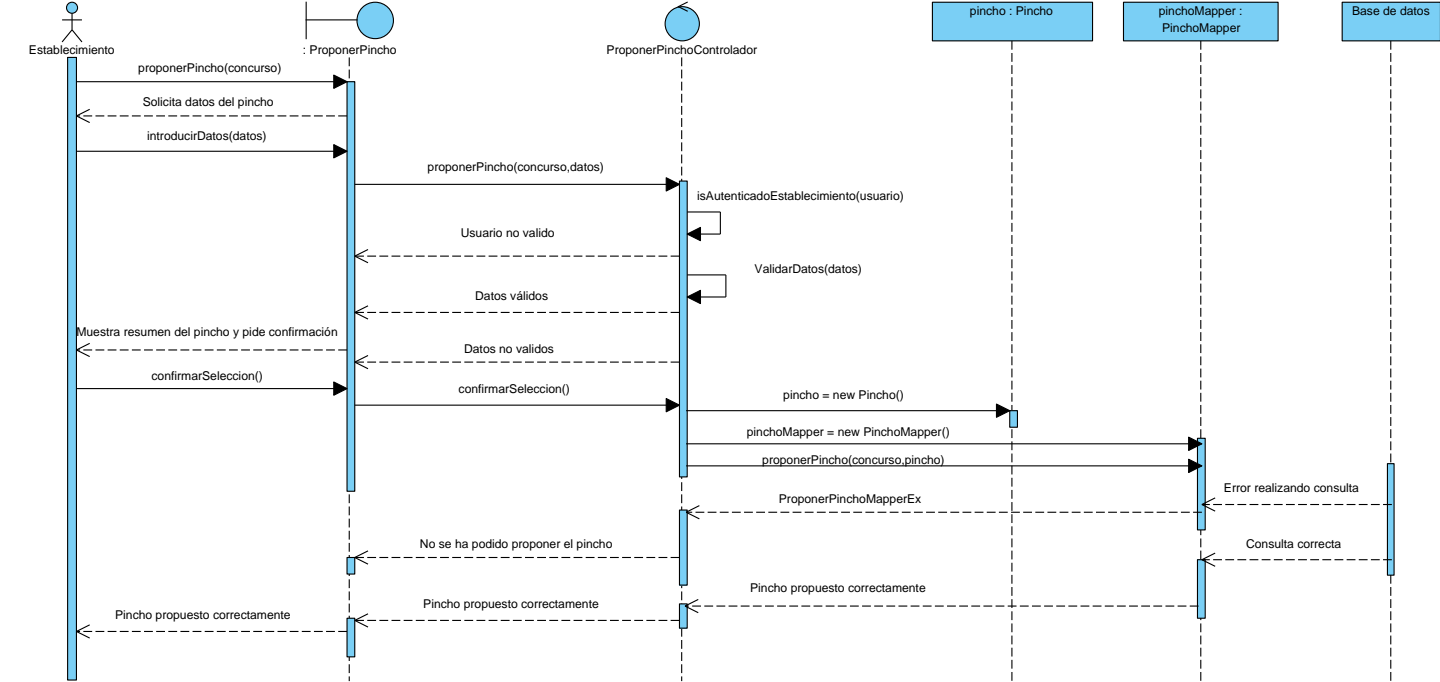 pincho : Pincho
pinchoMapper :
PinchoMapper
Base de datos
Establecimiento
: ProponerPincho
ProponerPinchoControlador
proponerPincho(concurso)
Solicita datos del pincho
introducirDatos(datos)
proponerPincho(concurso,datos)
isAutenticadoEstablecimiento(usuario)
Usuario no valido
ValidarDatos(datos)
Datos válidos
Muestra resumen del pincho y pide confirmación
Datos no validos
confirmarSeleccion()
confirmarSeleccion()
pincho = new Pincho()
pinchoMapper = new PinchoMapper()
proponerPincho(concurso,pincho)
Error realizando consulta
ProponerPinchoMapperEx
No se ha podido proponer el pincho
Consulta correcta
Pincho propuesto correctamente
Pincho propuesto correctamente
Pincho propuesto correctamente